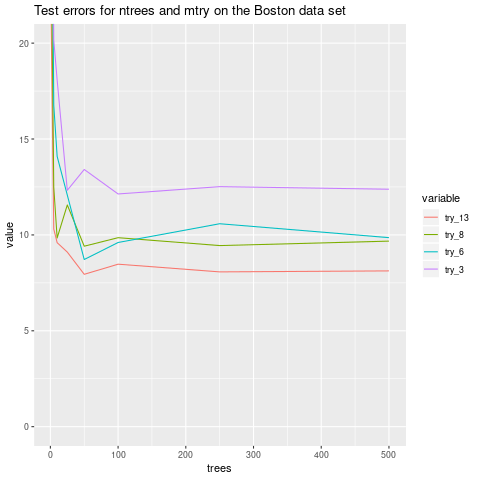 Test errors for ntrees and mtry on the Boston data set
20
15
10
5
0
value
0 100 200 300 400 500
trees
variable
try_13
try_8
try_6
try_3